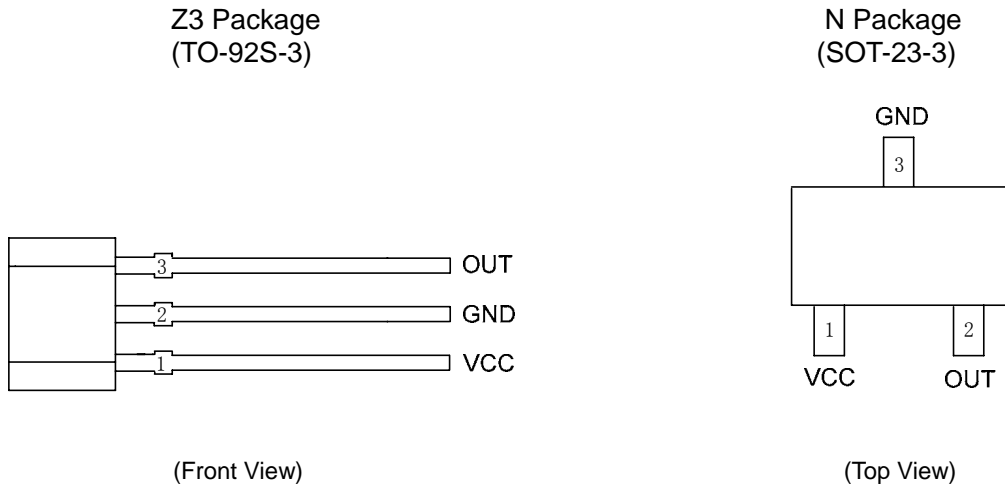 Z3 Package
(TO-92S-3)
3
OUT
2
GND
1
VCC
(Front View)
N Package
(SOT-23-3)
GND
3
1
2
VCC
OUT
(Top View)